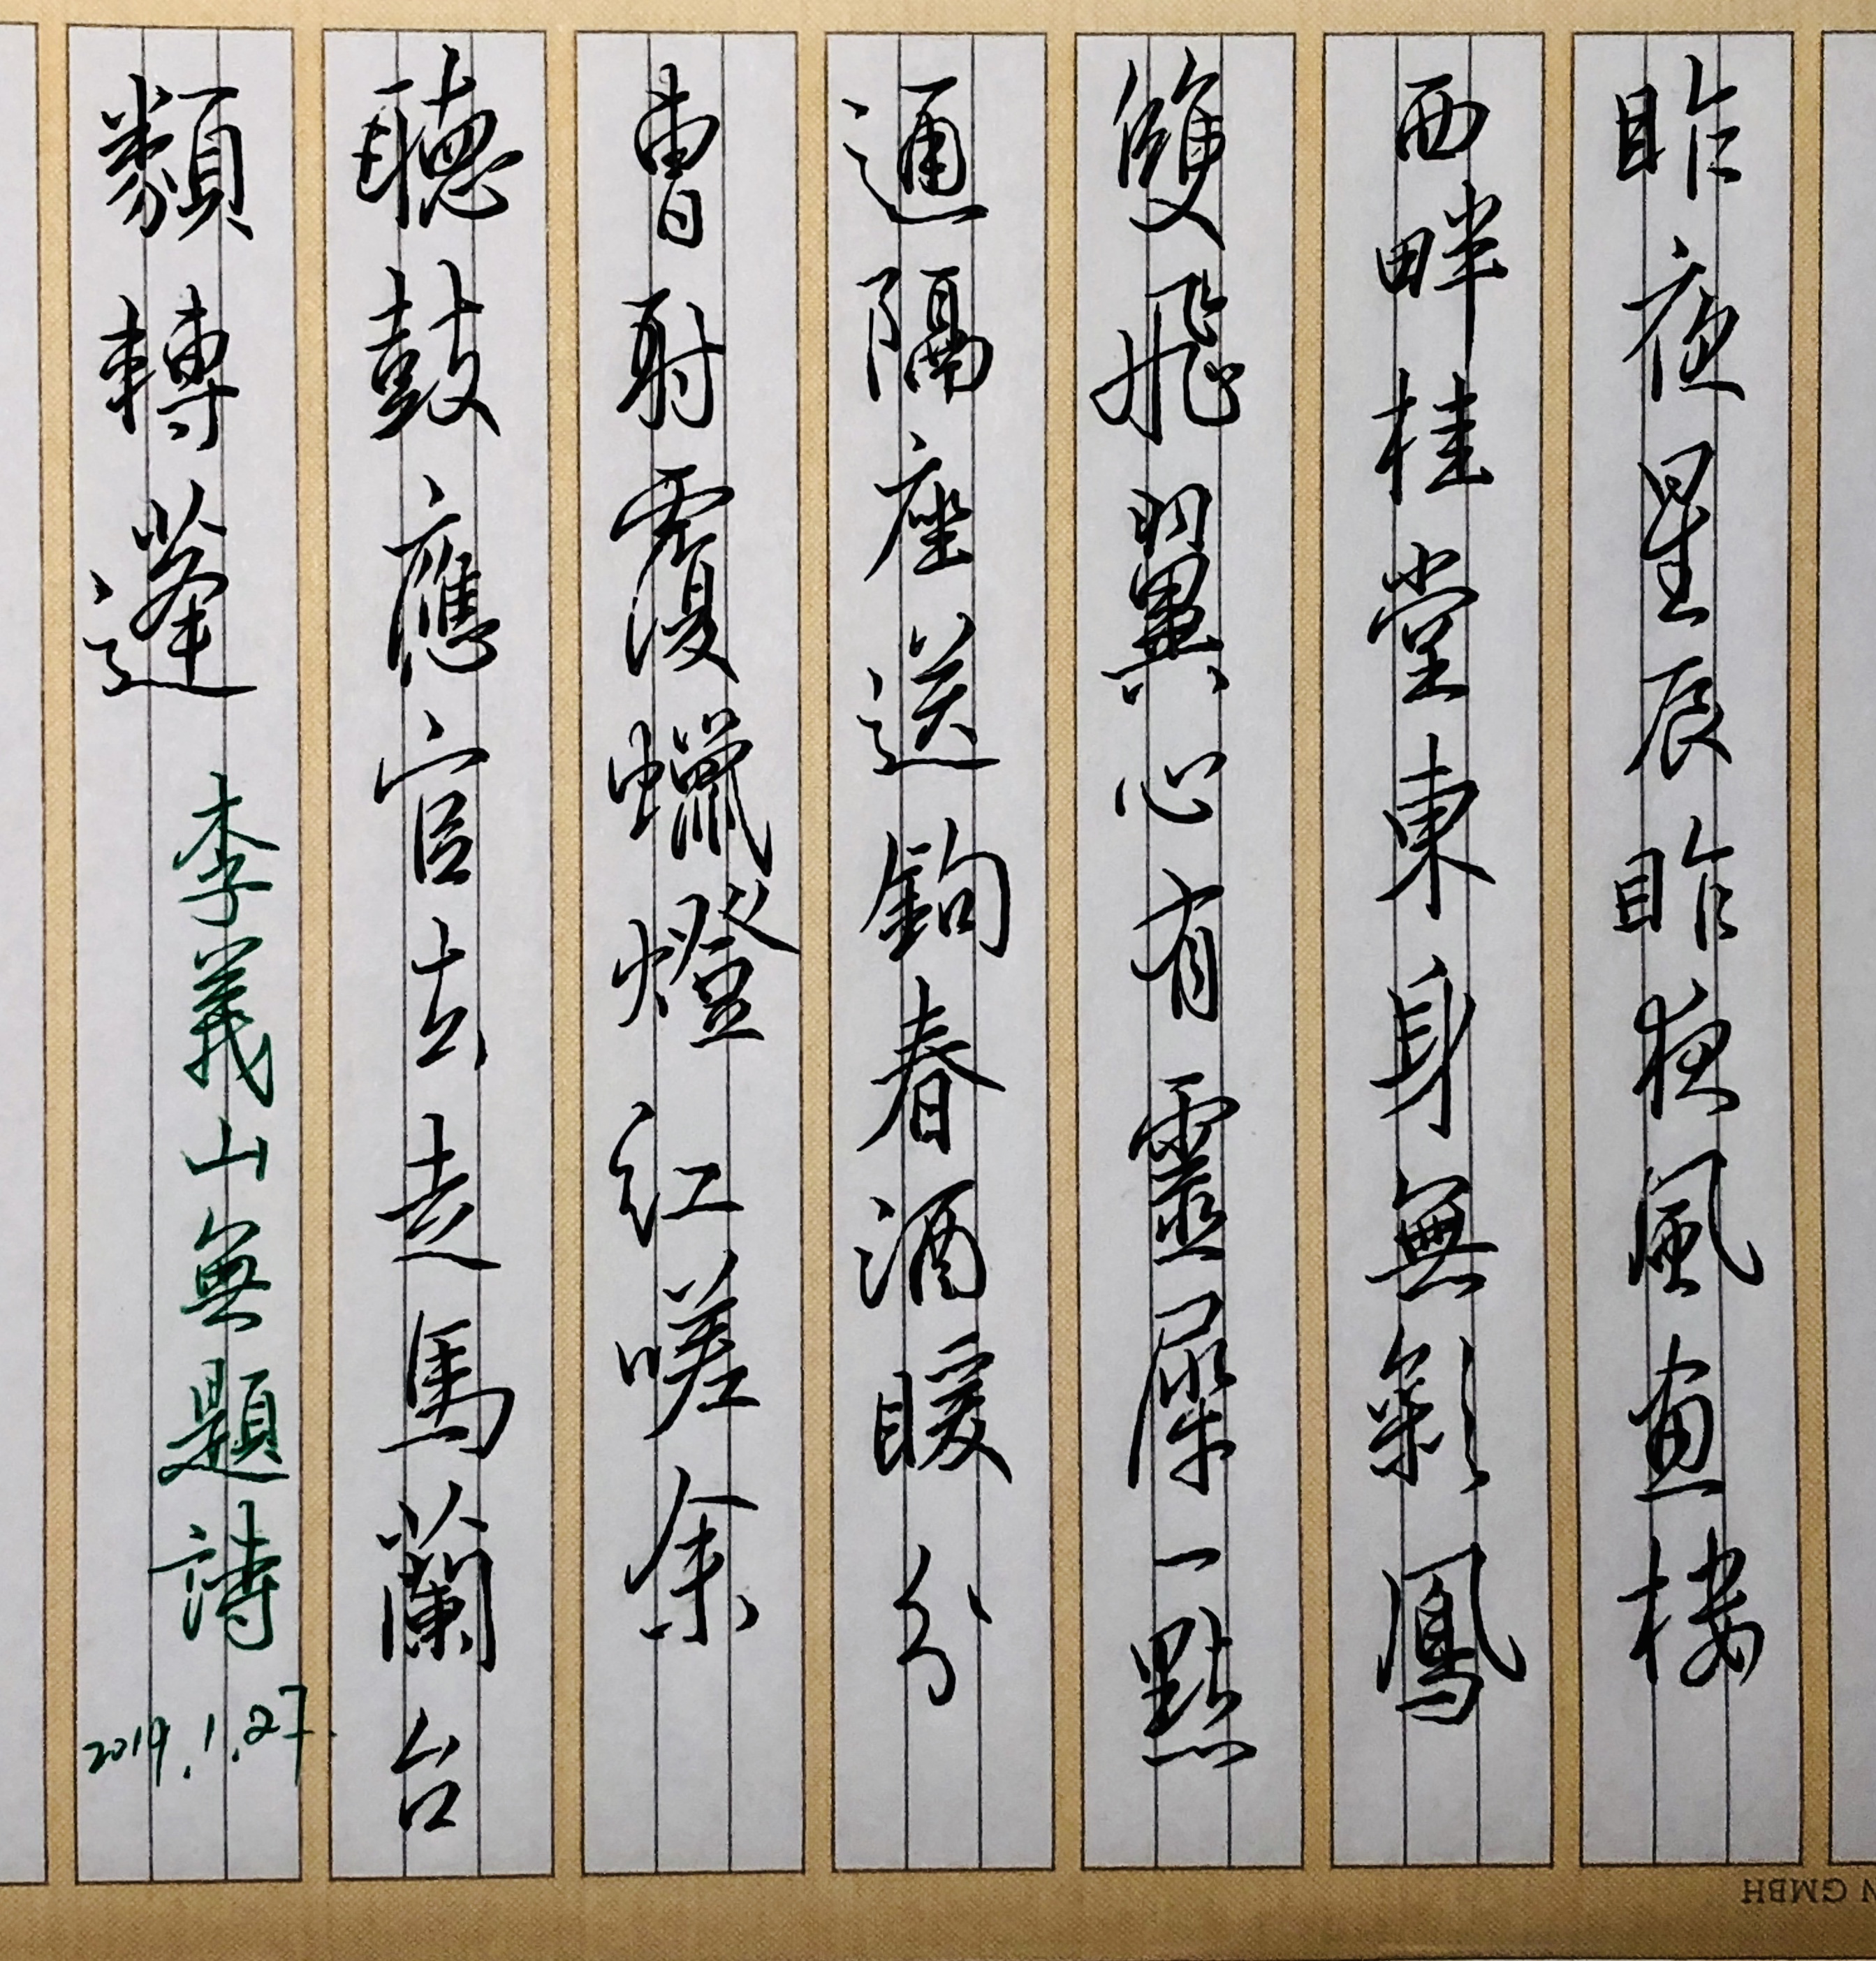 昨夜星辰昨夜風畫樓
西畔桂堂東身無彩鳳
雙飛翼心有靈犀一點
通隔座送鉤春酒暖分
曹射覆蠟燈紅嗟余
聽鼓應官去走馬蘭台
類轉蓬
李義山無題詩
2019.1.27.
N GMBH